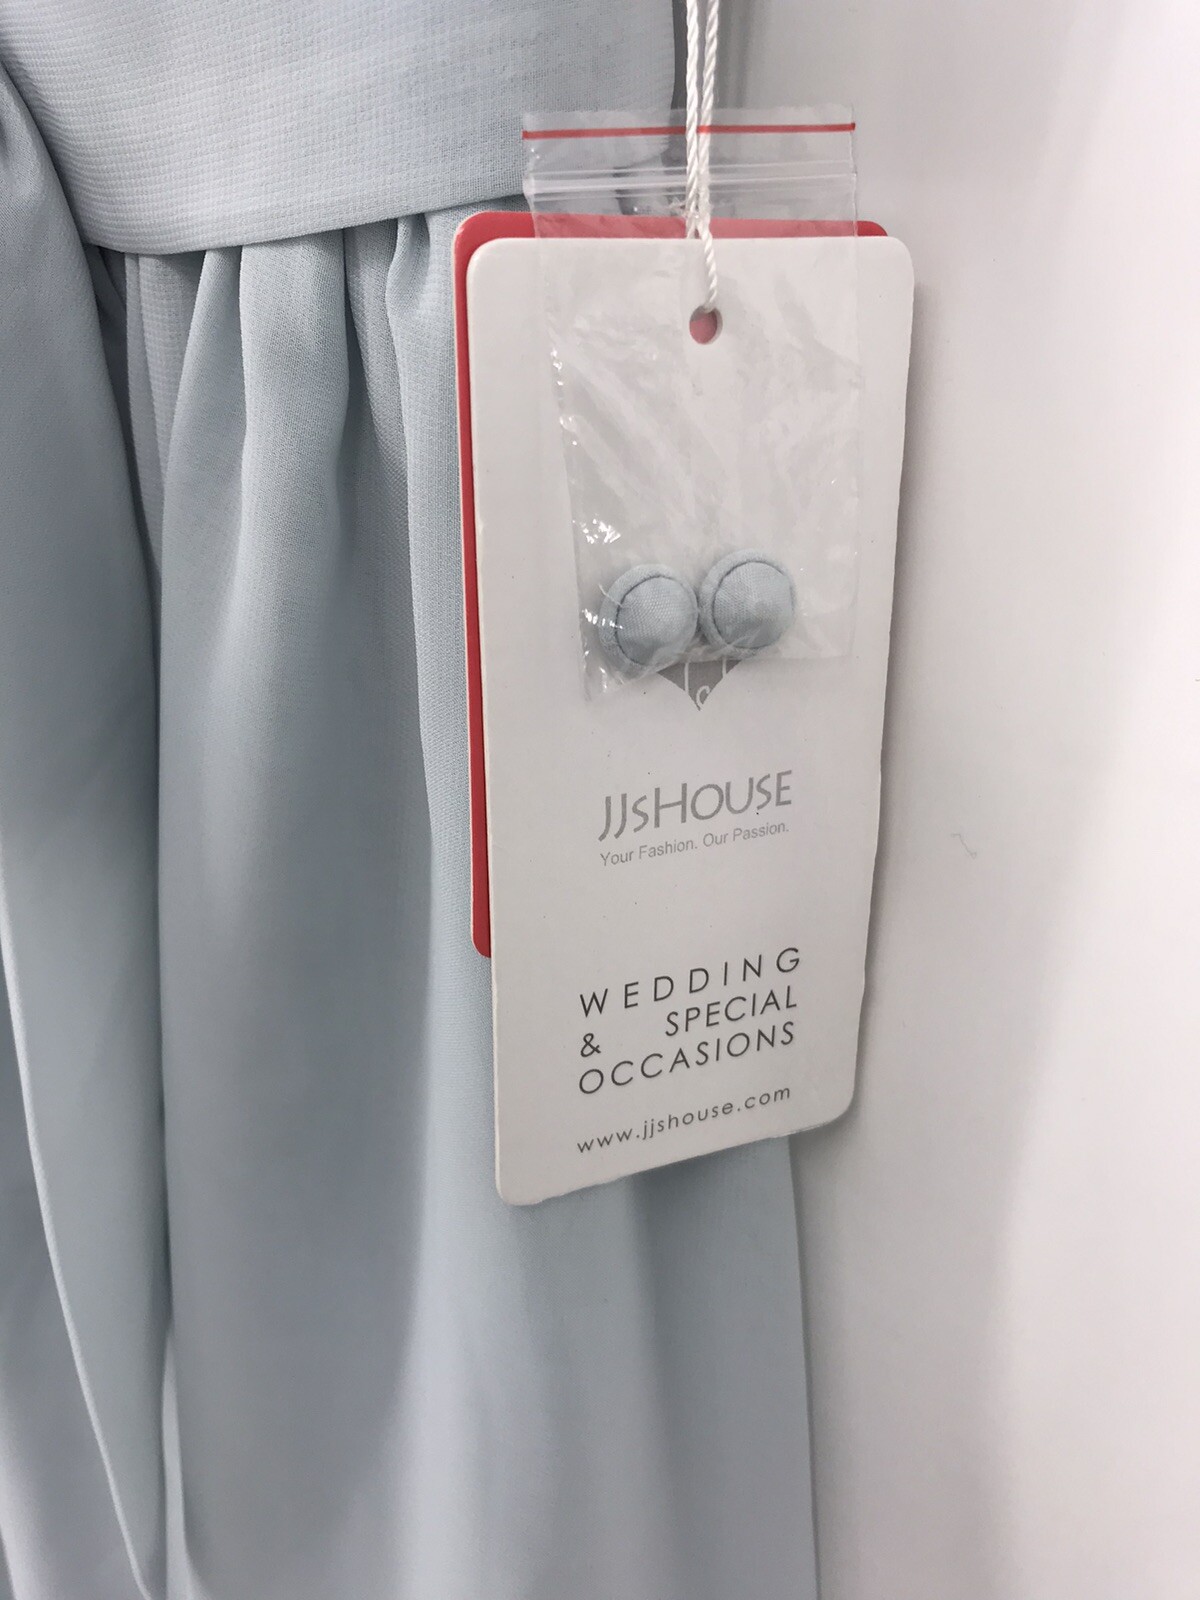 JJSHOUSE
Your Fashion. Our Passion.
WEDDING
& SPECIAL
OCCASIONS
www.jjshouse.com